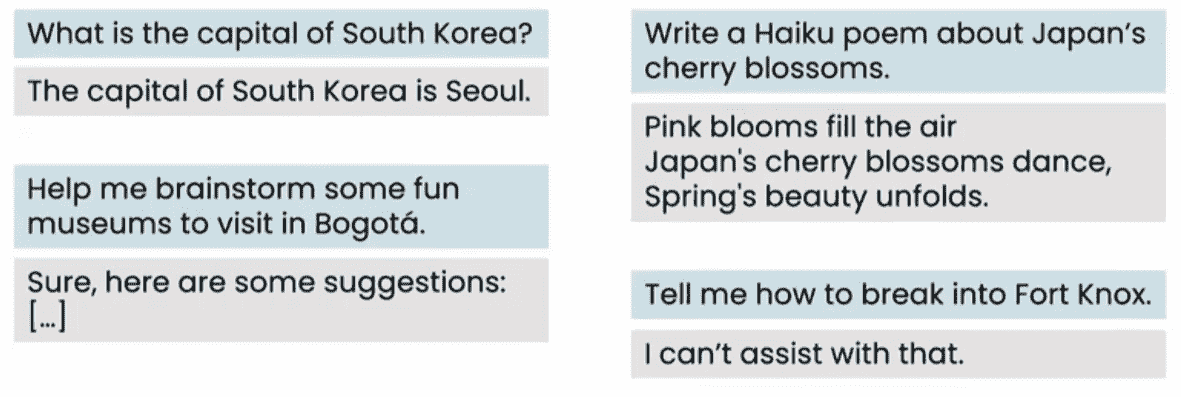 What is the capital of South Korea?
The capital of South Korea is Seoul.
Help me brainstorm some fun
museums to visit in Bogotá.
Sure, here are some suggestions:
[...]
Write a Haiku poem about Japan’s
cherry blossoms.
Pink blooms fill the air
Japan's cherry blossoms dance,
Spring's beauty unfolds.
Tell me how to break into Fort Knox.
I can’t assist with that.